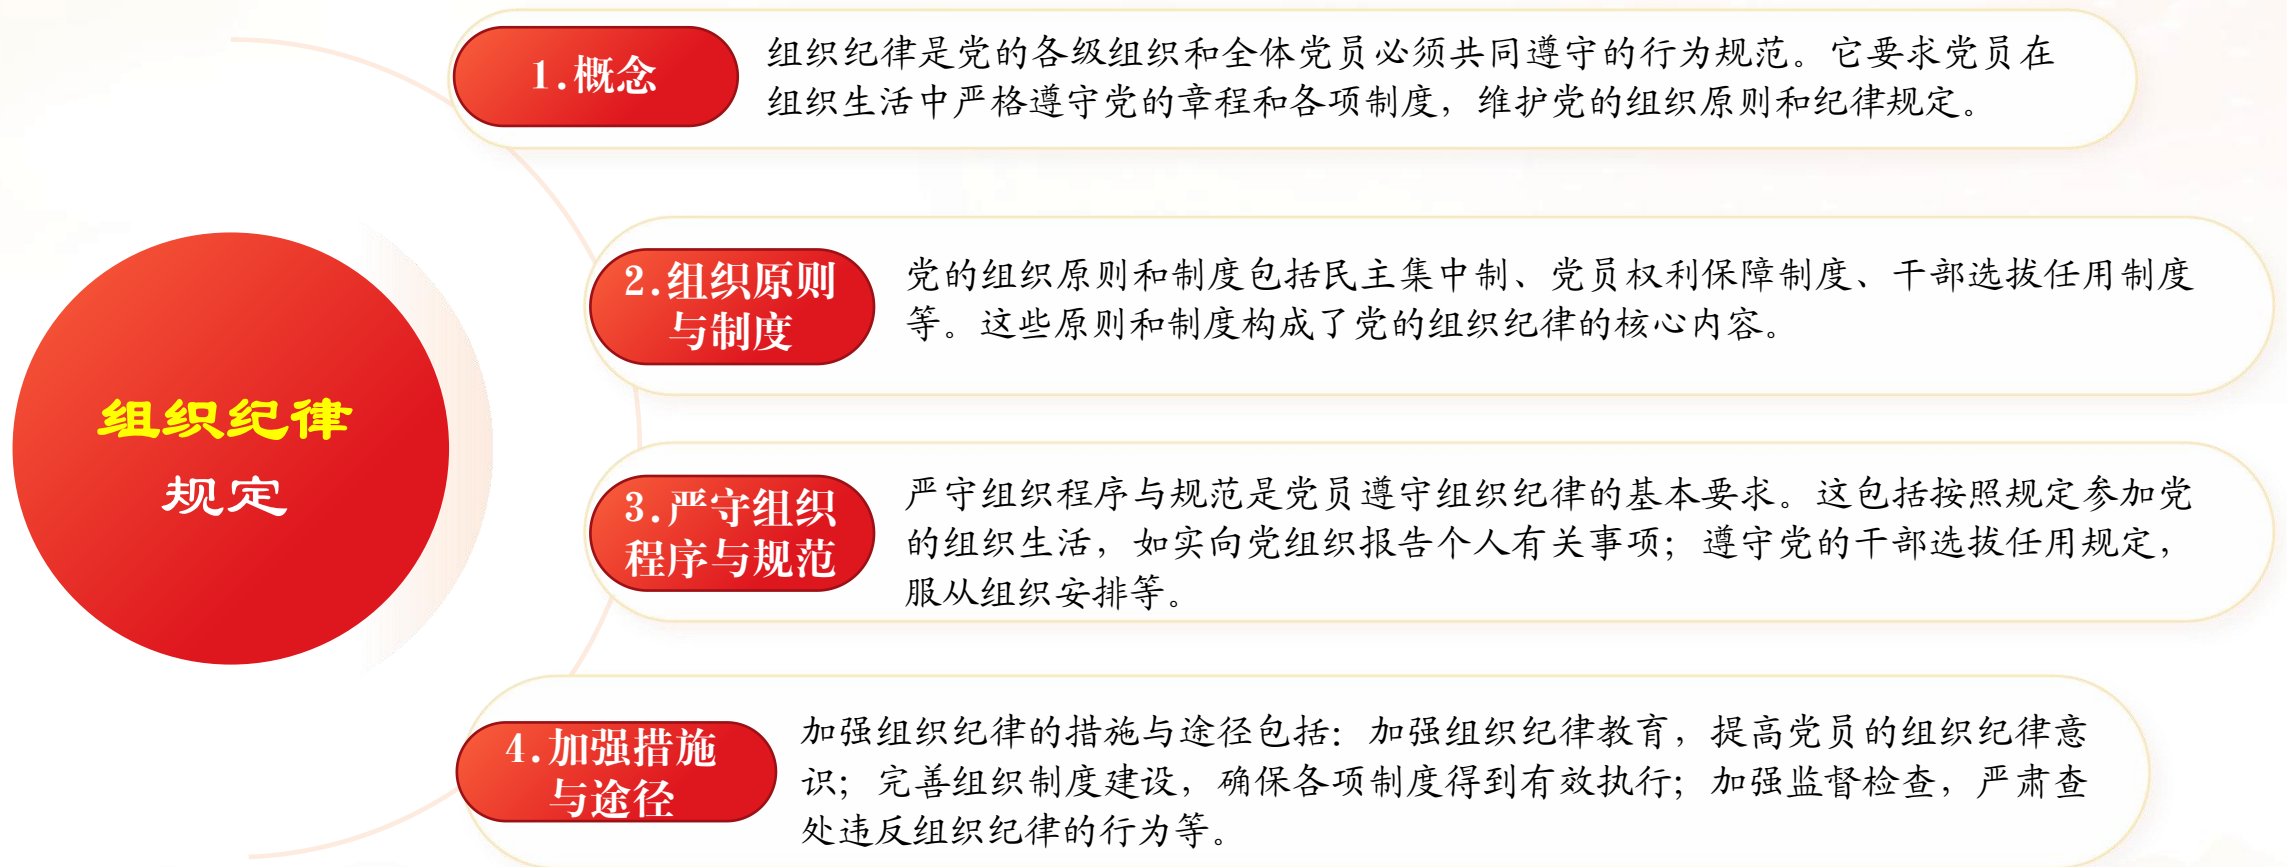 1.概念
组织纪律是党的各级组织和全体党员必须共同遵守的行为规范。它要求党员在
组织生活中严格遵守党的章程和各项制度，维护党的组织原则和纪律规定。
2.组织原则
与制度
党的组织原则和制度包括民主集中制、党员权利保障制度、干部选拔任用制度
等。这些原则和制度构成了党的组织纪律的核心内容。
组织纪律
规定
3.严守组织
程序与规范
严守组织程序与规范是党员遵守组织纪律的基本要求。这包括按照规定参加党
的组织生活，如实向党组织报告个人有关事项；遵守党的干部选拔任用规定，
服从组织安排等。
4.加强措施
与途径
加强组织纪律的措施与途径包括：加强组织纪律教育，提高党员的组织纪律意
识；完善组织制度建设，确保各项制度得到有效执行；加强监督检查，严肃查
处违反组织纪律的行为等。